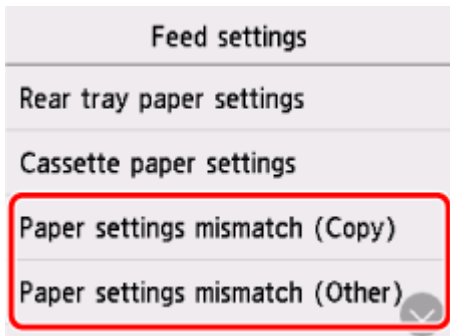 Feed settings
Rear tray paper settings
Cassette paper settings
Paper settings mismatch (Copy)
Paper settings mismatch (Other)